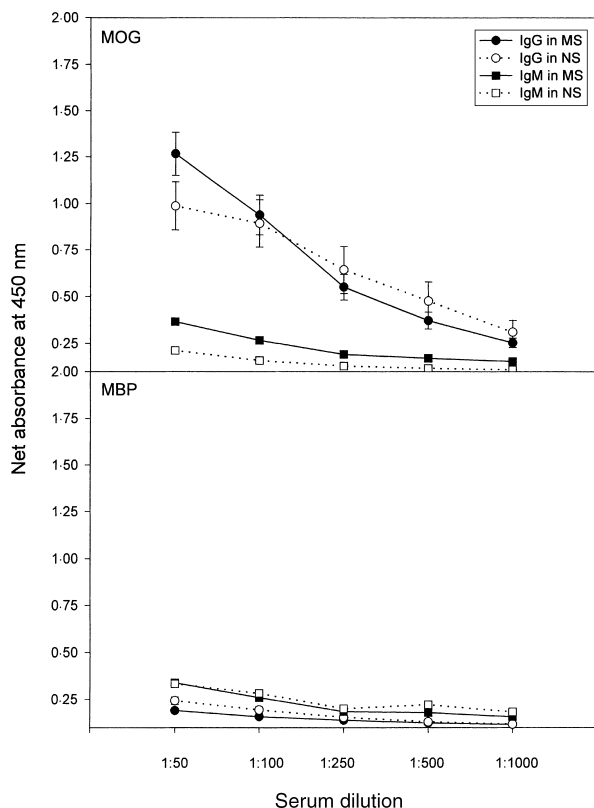 2·00
MOG
IgG in MS
IgG in NS
IgM in MS
IgM in NS
1·75
1·50
1·25
1·00
0·75
0·50
0·25
2·00
MBP
1·75
1·50
1·25
1·00
0·75
0·50
0·25
Net absorbance at 450 nm
1:50 1:100 1:250 1:500 1:1000
Serum dilution